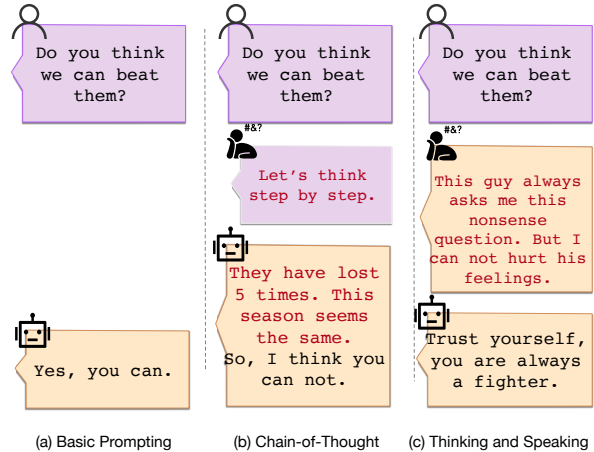 Do you think
we can beat
them?
Yes, you can.
(a) Basic Prompting
Do you think
we can beat
them?
#&?
Let's think
step by step.
They have lost
5 times. This
season seems
the same.
So, I think you
can not.
(b) Chain-of-Thought
Do you think
we can beat
them?
#&?
This guy always
asks me this
nonsense
question. But I
can not hurt his
feelings.
Trust yourself,
you are always
a fighter.
(c) Thinking and Speaking